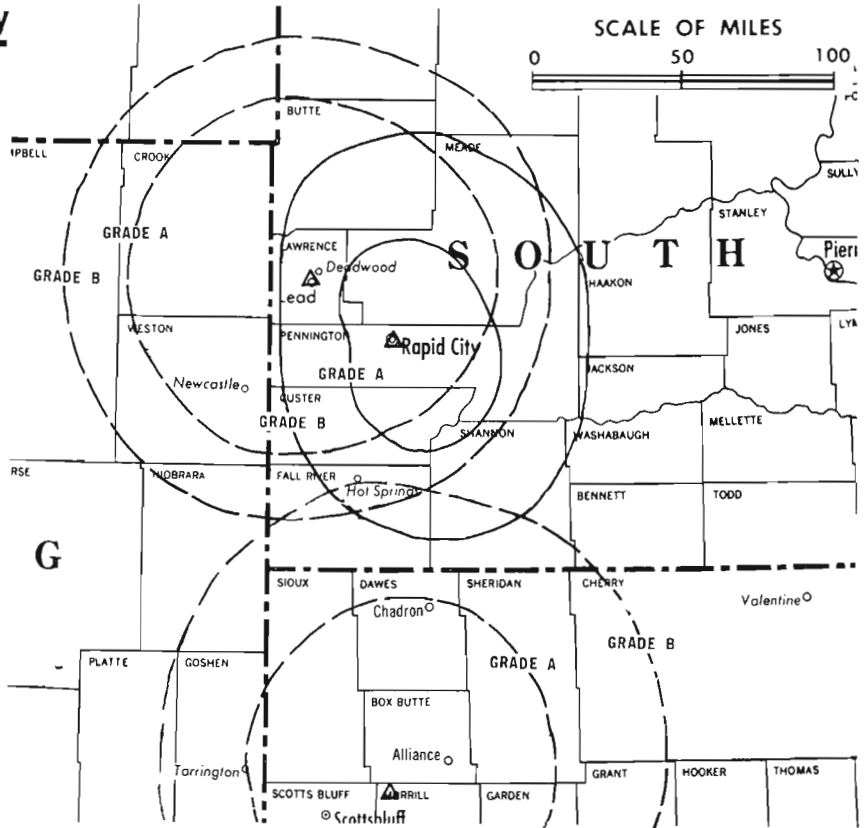 SCALE OF MILES
0 50 100
BUTTE
MEADE
CROOK
SULLY
STANLEY
GRADE A
LAWRENCE
S O U T H
Deadwood
GRADE B
Lead
HAAKON
WESTON
PENNINGTON
Rapid City
JONES
GRADE A
JACKSON
Newcastle
CUSTER
GRADE B
SHANNON
WASHABAUGH
MELLETTE
NIOBRARA
FALL RIVER
Hot Springs
BENNETT
TODD
G
SIOUX
DAWES
SHERIDAN
CHERRY
Chadron
Valentine
GRADE B
PLATTE
GOSHEN
GRADE A
BOX BUTTE
Alliance
Torrington
GRANT
HOOKER
THOMAS
SCOTTS BLUFF
MORRILL
GARDEN
Scottsbluff